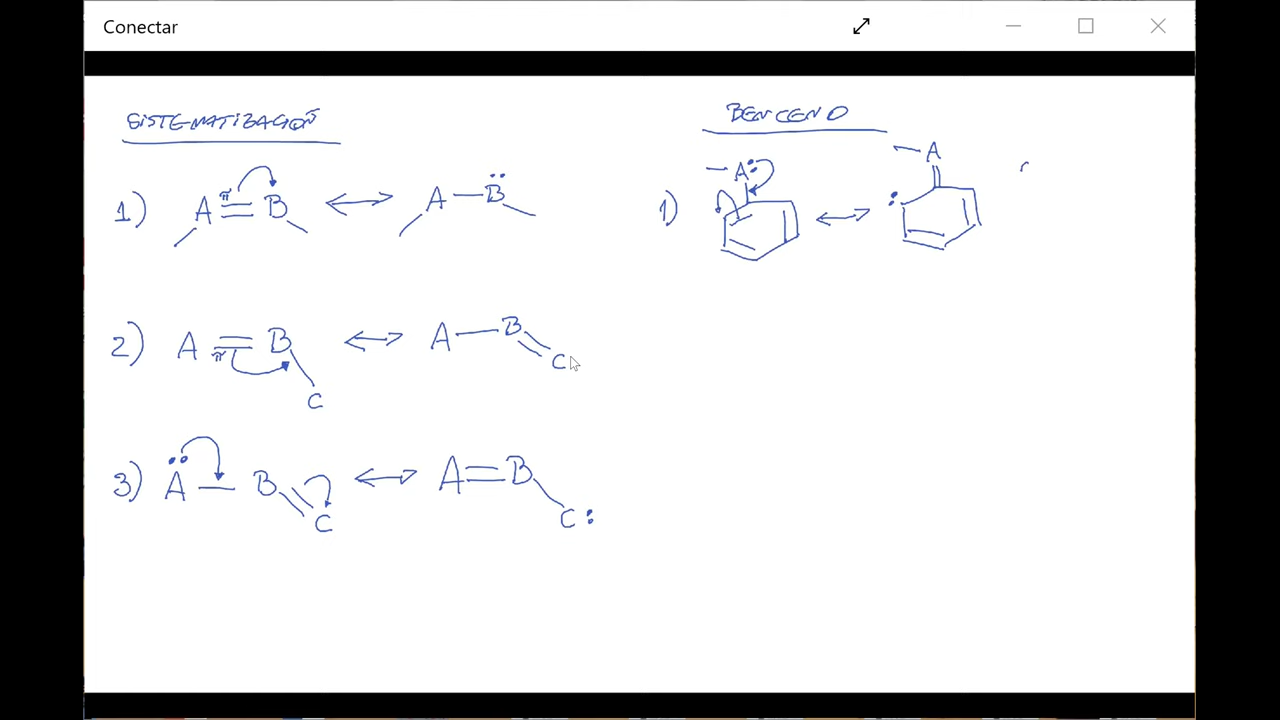 Conectar
SISTEMATIZACIÓN
1) A π B ↔ A — B̈
2) A π B C ↔ A — B C
3) Ä — B C ↔ A = B C:
BENCENO
1) — A: ↔ — A :